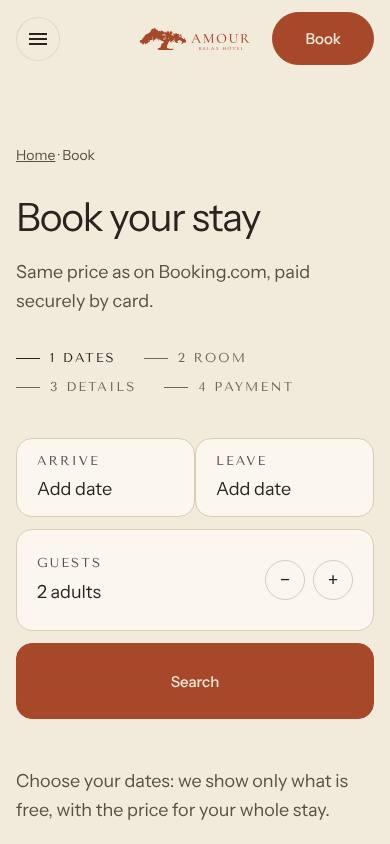 AMOUR
RELAX HOTEL
Book
Home · Book
Book your stay
Same price as on Booking.com, paid
securely by card.
1 DATES
2 ROOM
3 DETAILS
4 PAYMENT
ARRIVE
Add date
LEAVE
Add date
GUESTS
2 adults
−
+
Search
Choose your dates: we show only what is
free, with the price for your whole stay.